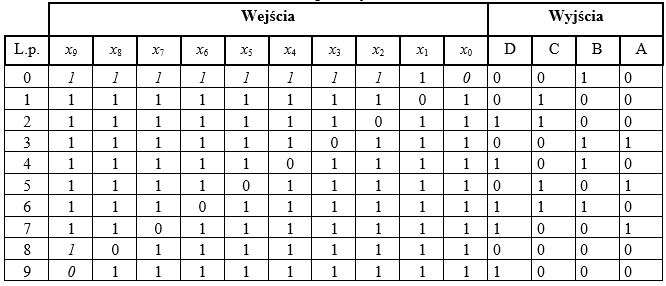 Wejścia Wyjścia
L.p. x9 x8 x7 x6 x5 x4 x3 x2 x1 x0 D C B A
0 1 1 1 1 1 1 1 1 1 0 0 0 1 0
1 1 1 1 1 1 1 1 1 0 1 0 1 0 0
2 1 1 1 1 1 1 1 0 1 1 1 1 0 0
3 1 1 1 1 1 1 0 1 1 1 0 0 1 1
4 1 1 1 1 1 0 1 1 1 1 1 0 1 0
5 1 1 1 1 0 1 1 1 1 1 0 1 0 1
6 1 1 1 0 1 1 1 1 1 1 1 1 1 0
7 1 1 0 1 1 1 1 1 1 1 1 0 0 1
8 1 0 1 1 1 1 1 1 1 1 0 0 0 0
9 0 1 1 1 1 1 1 1 1 1 1 0 0 0